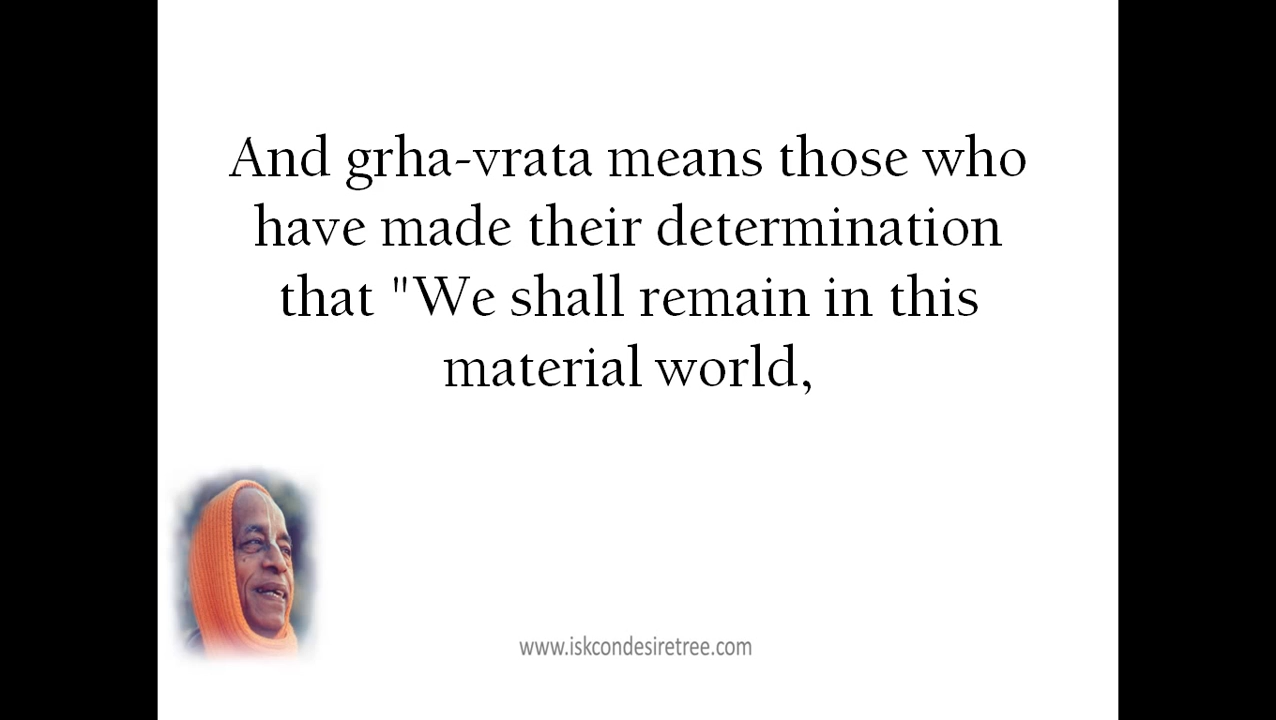 And grha-vrata means those who
have made their determination
that "We shall remain in this
material world,
www.iskcondesiretree.com